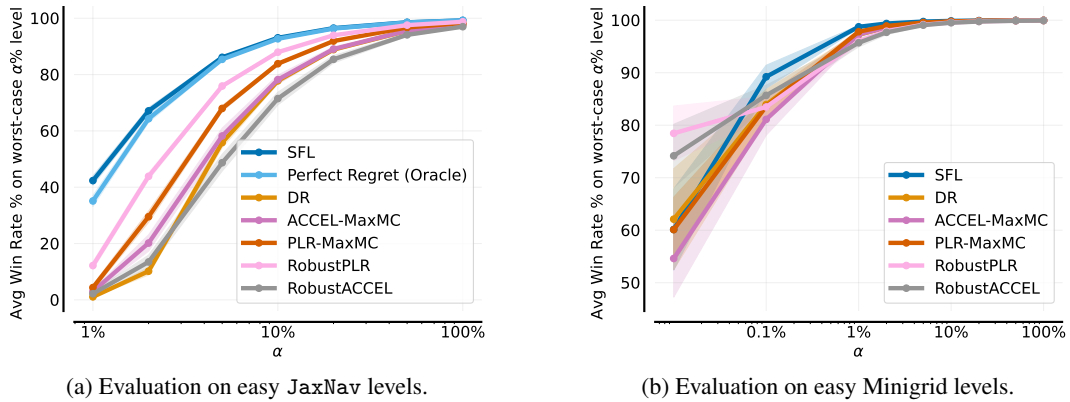 Avg Win Rate % on worst-case α% level
100
80
60
40
20
0
SFL
Perfect Regret (Oracle)
DR
ACCEL-MaxMC
PLR-MaxMC
RobustPLR
RobustACCEL
1%
10%
100%
α
(a) Evaluation on easy JaxNav levels.
Avg Win Rate % on worst-case α% level
100
90
80
70
60
50
SFL
DR
ACCEL-MaxMC
PLR-MaxMC
RobustPLR
RobustACCEL
0.1%
1%
10%
100%
α
(b) Evaluation on easy Minigrid levels.